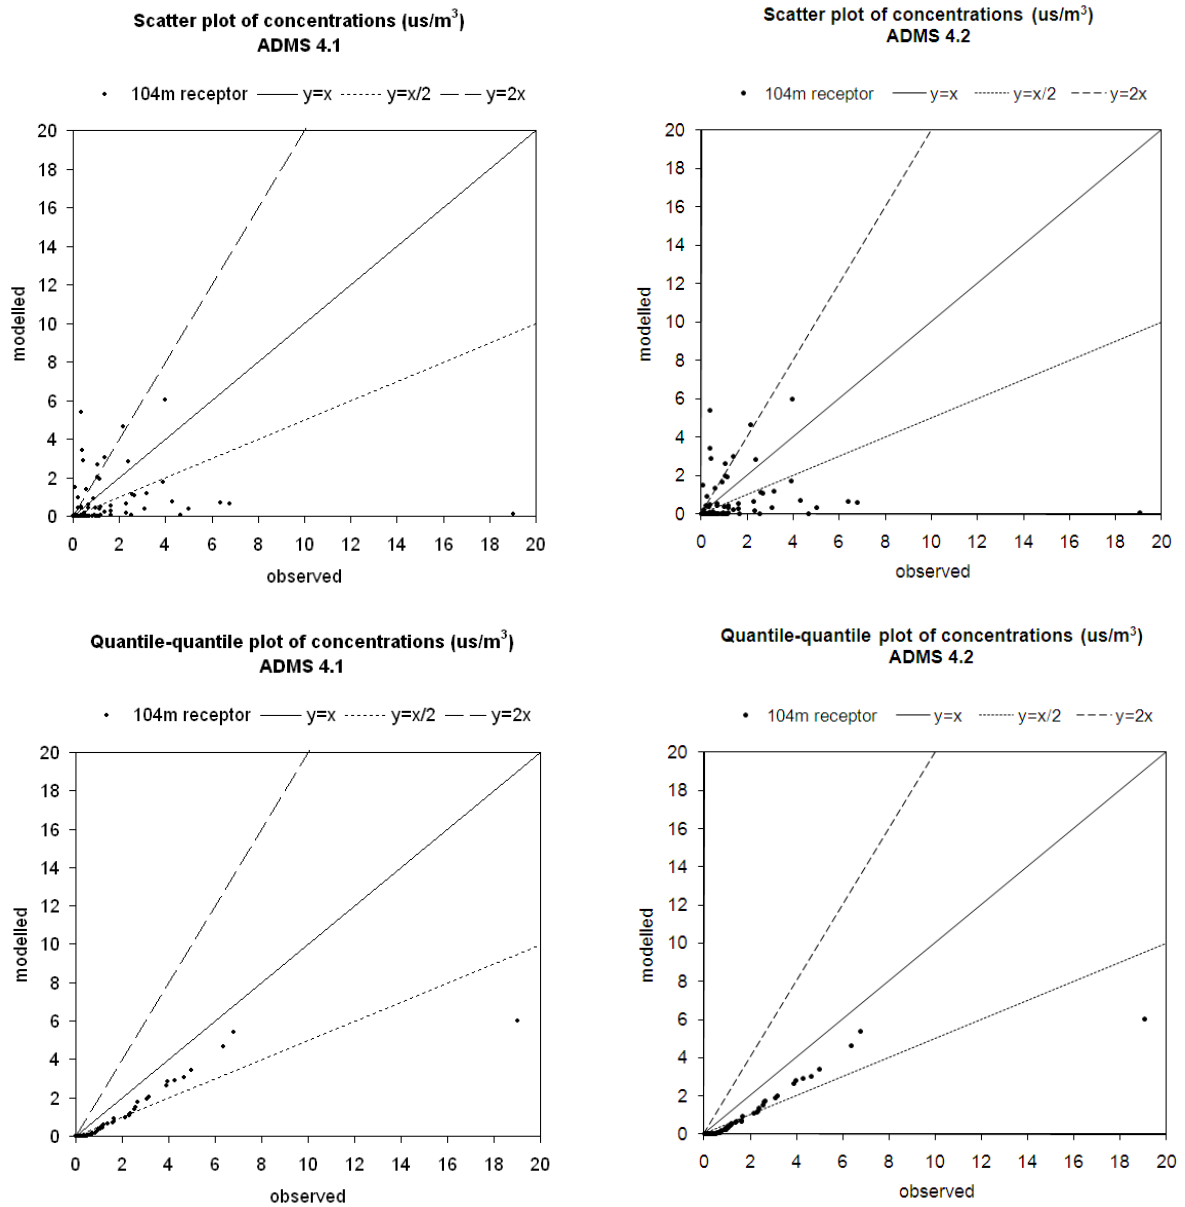 Scatter plot of concentrations (us/m³)
ADMS 4.1
104m receptor y=x y=x/2 y=2x
20
18
16
14
12
10
8
6
4
2
0
modelled
0 2 4 6 8 10 12 14 16 18 20
observed
Scatter plot of concentrations (us/m³)
ADMS 4.2
104m receptor y=x y=x/2 y=2x
20
18
16
14
12
10
8
6
4
2
0
modelled
0 2 4 6 8 10 12 14 16 18 20
observed
Quantile-quantile plot of concentrations (us/m³)
ADMS 4.1
104m receptor y=x y=x/2 y=2x
20
18
16
14
12
10
8
6
4
2
0
modelled
0 2 4 6 8 10 12 14 16 18 20
observed
Quantile-quantile plot of concentrations (us/m³)
ADMS 4.2
104m receptor y=x y=x/2 y=2x
20
18
16
14
12
10
8
6
4
2
0
modelled
0 2 4 6 8 10 12 14 16 18 20
observed